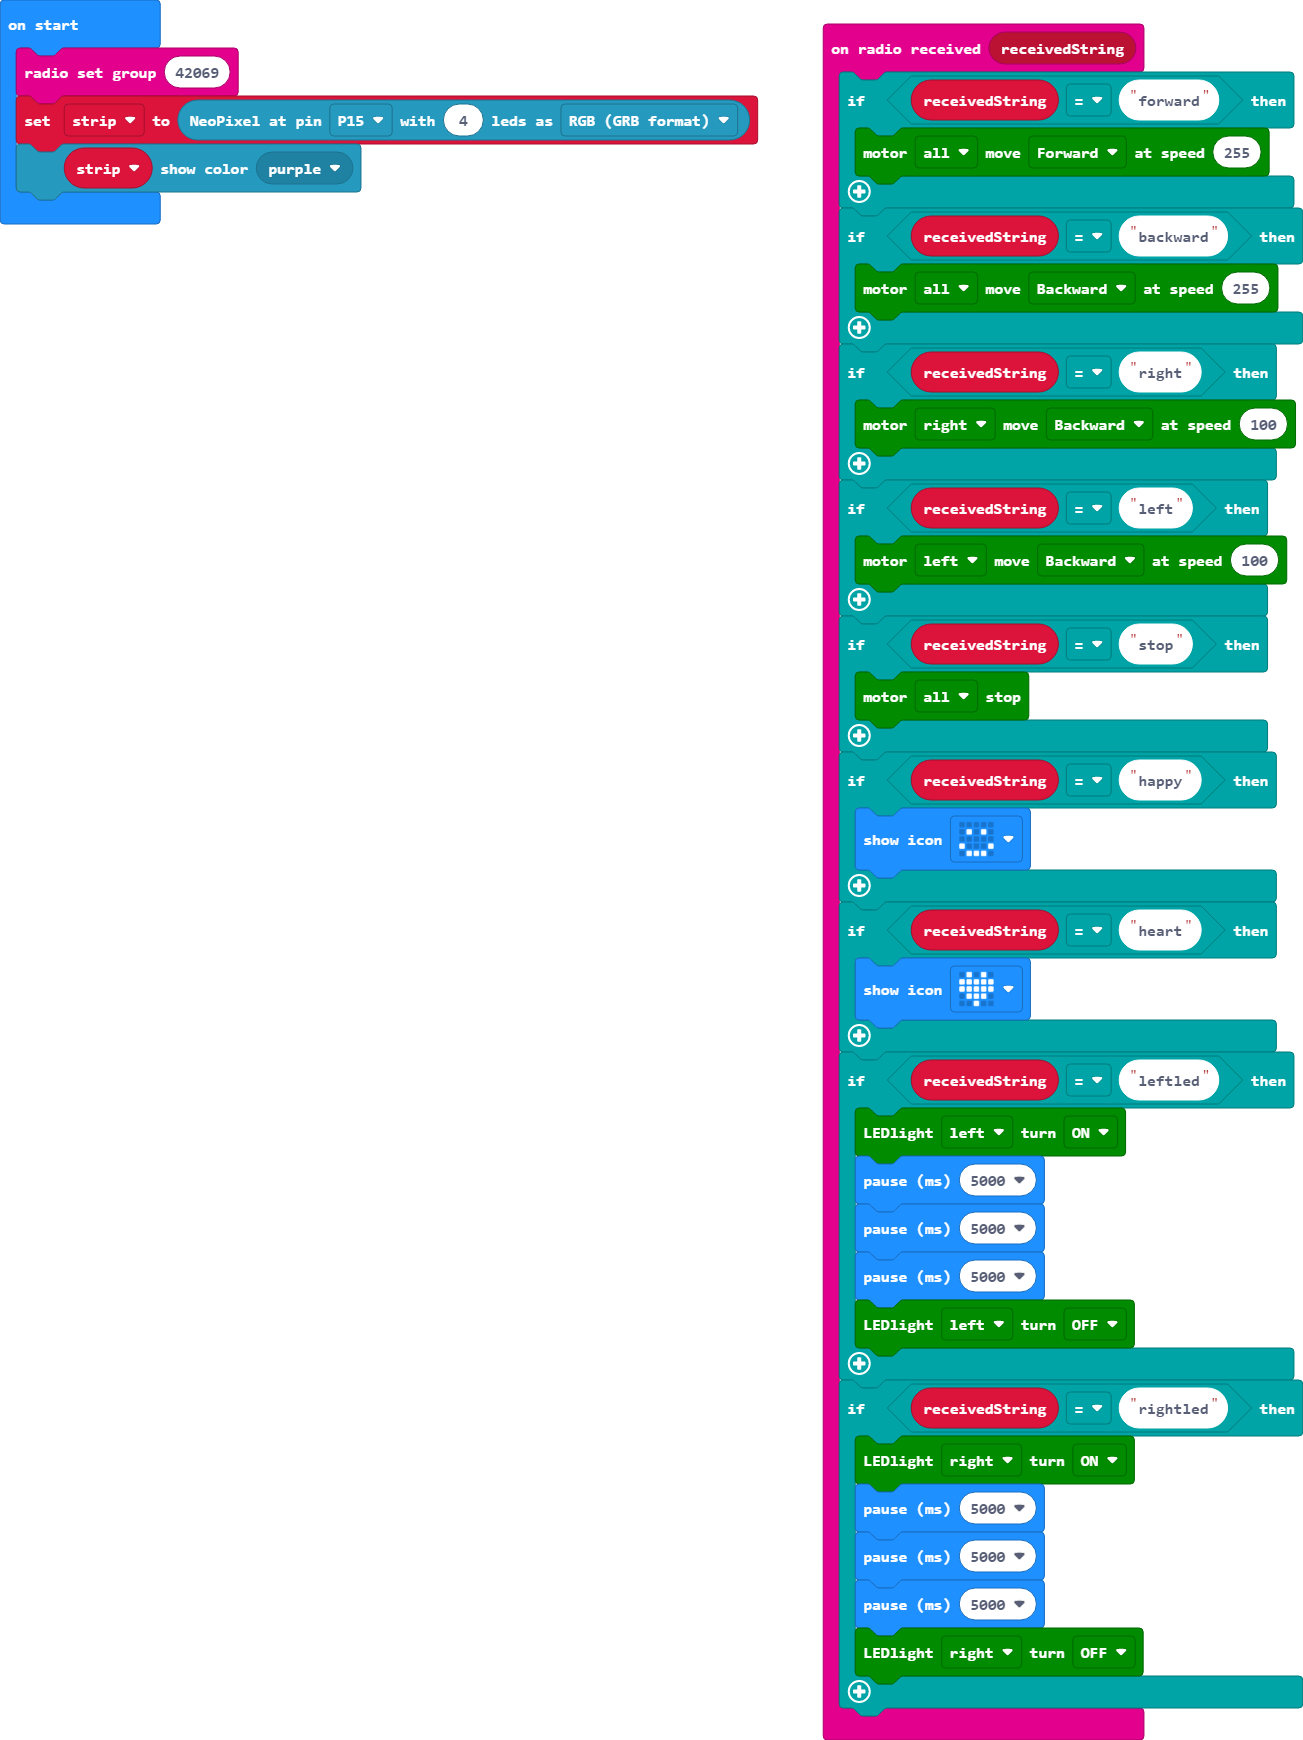 on start
radio set group 42069
set strip to NeoPixel at pin P15 with 4 leds as RGB (GRB format)
strip show color purple
on radio received receivedString
if receivedString = "forward" then
motor all move Forward at speed 255
if receivedString = "backward" then
motor all move Backward at speed 255
if receivedString = "right" then
motor right move Backward at speed 100
if receivedString = "left" then
motor left move Backward at speed 100
if receivedString = "stop" then
motor all stop
if receivedString = "happy" then
show icon
if receivedString = "heart" then
show icon
if receivedString = "leftled" then
LEDlight left turn ON
pause (ms) 5000
pause (ms) 5000
pause (ms) 5000
LEDlight left turn OFF
if receivedString = "rightled" then
LEDlight right turn ON
pause (ms) 5000
pause (ms) 5000
pause (ms) 5000
LEDlight right turn OFF